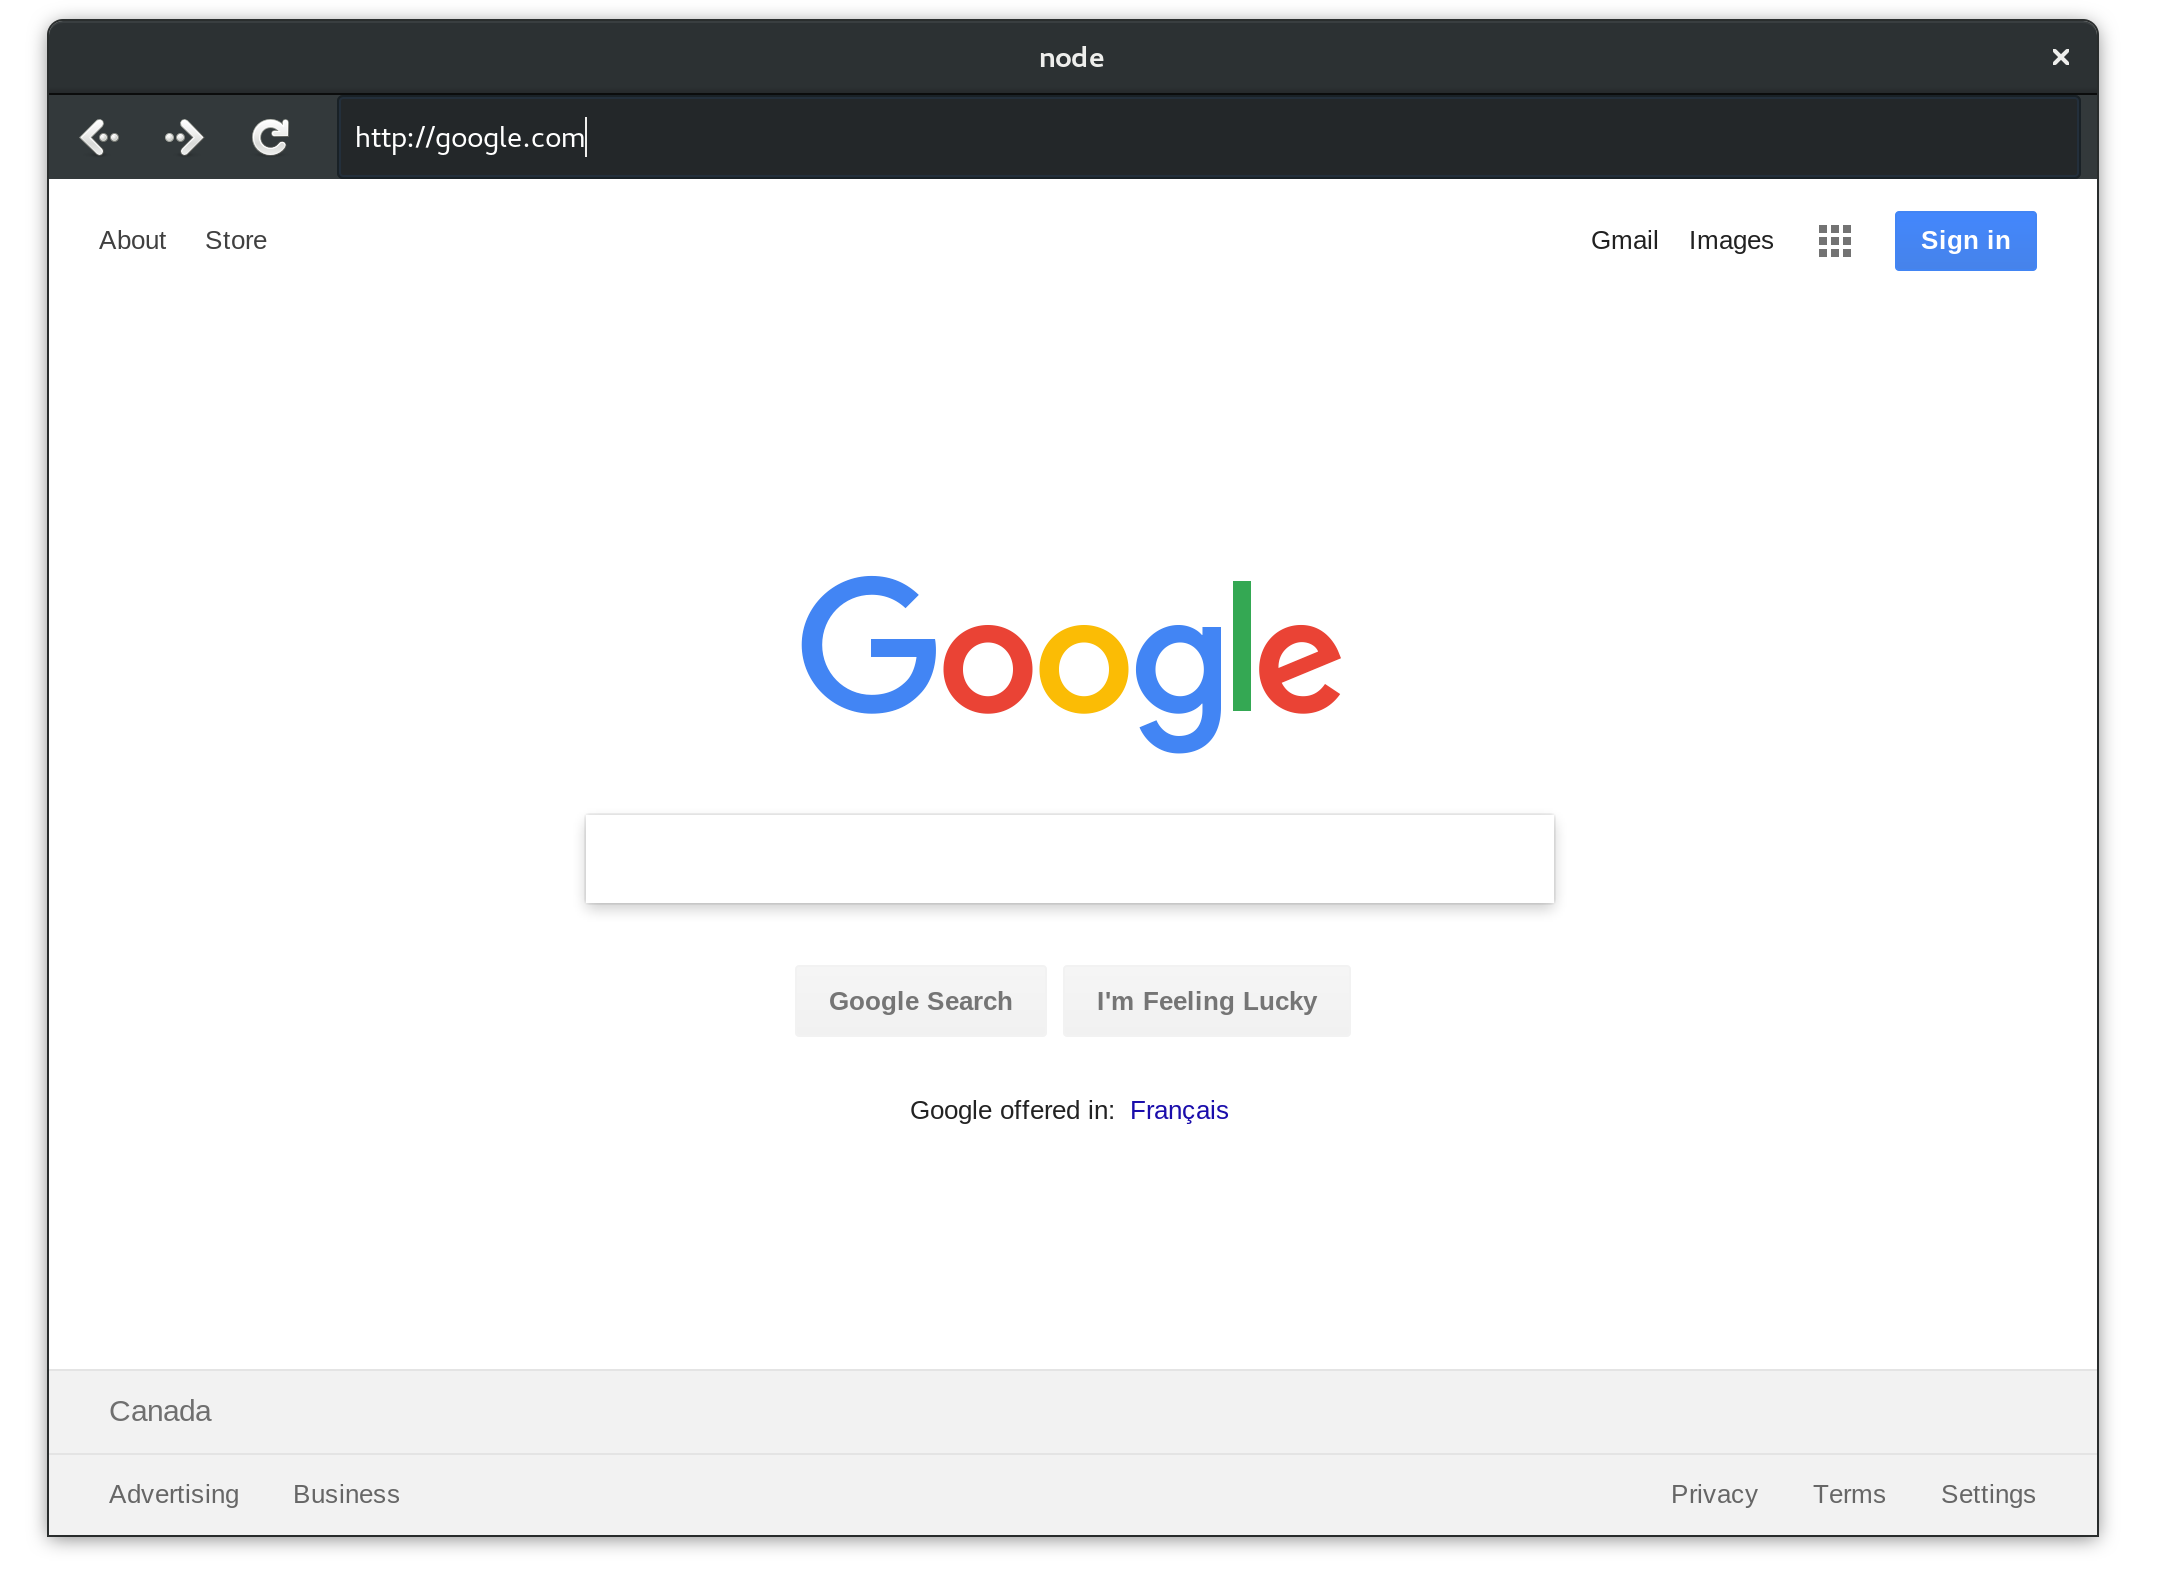 node
http://google.com
About Store Gmail Images Sign in
Google
Google Search I'm Feeling Lucky
Google offered in: Français
Canada
Advertising Business Privacy Terms Settings